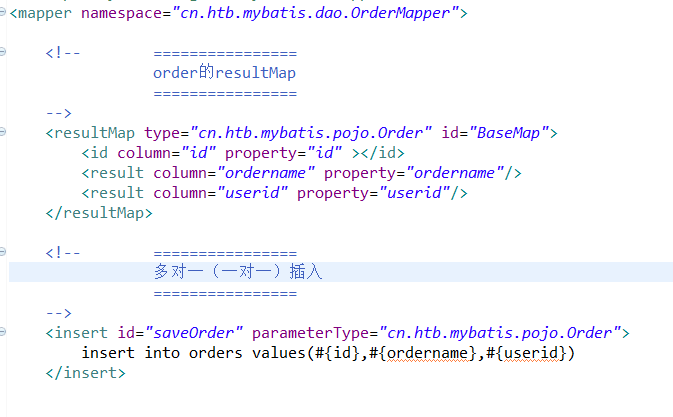 <mapper namespace="cn.htb.mybatis.dao.OrderMapper">
<!-- ================
order的resultMap
================
-->
<resultMap type="cn.htb.mybatis.pojo.Order" id="BaseMap">
<id column="id" property="id" ></id>
<result column="ordername" property="ordername"/>
<result column="userid" property="userid"/>
</resultMap>
<!-- ================
多对一（一对一）插入
================
-->
<insert id="saveOrder" parameterType="cn.htb.mybatis.pojo.Order">
insert into orders values(#{id},#{ordername},#{userid})
</insert>